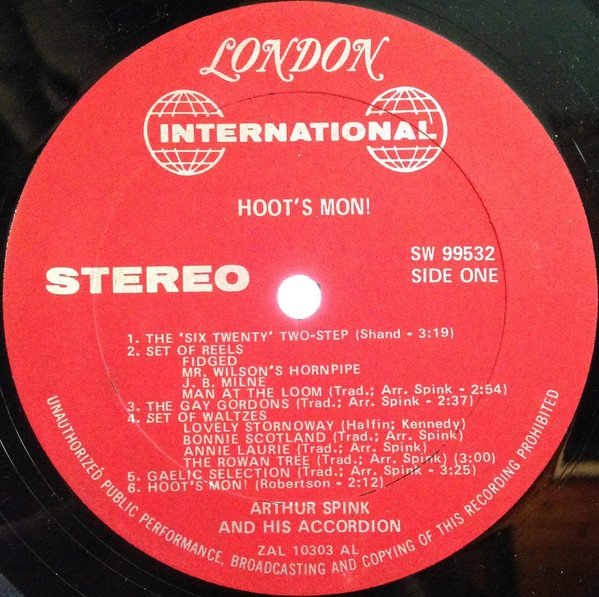 LONDON
INTERNATIONAL
HOOT'S MON!
STEREO
SW 99532
SIDE ONE
1. THE 'SIX TWENTY' TWO-STEP (Shand - 3:19)
2. SET OF REELS
FIDGED
MR. WILSON'S HORNPIPE
J. B. MILNE
MAN AT THE LOOM (Trad.; Arr. Spink - 2:54)
3. THE GAY GORDONS (Trad.; Arr. Spink - 2:37)
4. SET OF WALTZES
LOVELY STORNOWAY (Halfin; Kennedy)
BONNIE SCOTLAND (Trad.; Arr. Spink)
ANNIE LAURIE (Trad.; Arr. Spink)
THE ROWAN TREE (Trad.; Arr. Spink) (3:00)
5. GAELIC SELECTION (Trad.; Arr. Spink - 3:25)
6. HOOT'S MON! (Robertson - 2:12)
ARTHUR SPINK
AND HIS ACCORDION
ZAL 10303 AL
UNAUTHORIZED PUBLIC PERFORMANCE, BROADCASTING AND COPYING OF THIS RECORDING PROHIBITED